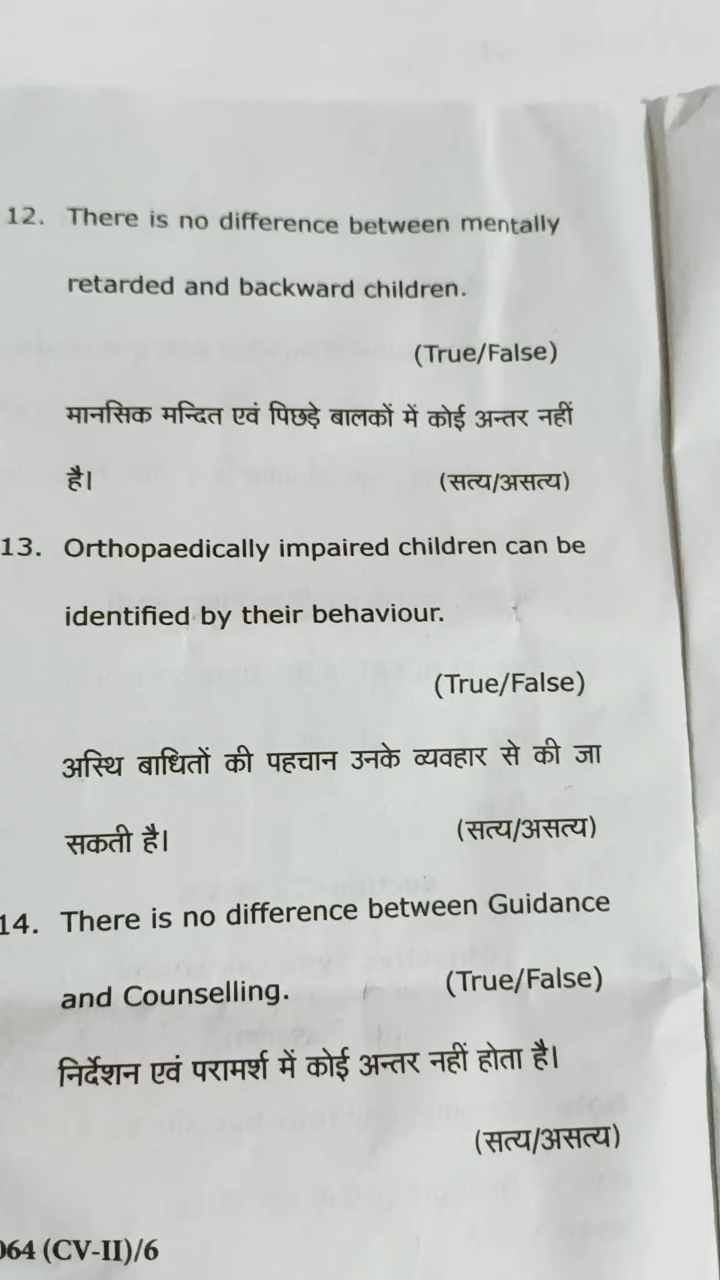 12. There is no difference between mentally
retarded and backward children.
(True/False)
मानसिक मन्दित एवं पिछड़े बालकों में कोई अन्तर नहीं
है। (सत्य/असत्य)
13. Orthopaedically impaired children can be
identified by their behaviour.
(True/False)
अस्थि बाधितों की पहचान उनके व्यवहार से की जा
सकती है। (सत्य/असत्य)
14. There is no difference between Guidance
and Counselling. (True/False)
निर्देशन एवं परामर्श में कोई अन्तर नहीं होता है।
(सत्य/असत्य)
064 (CV-II)/6